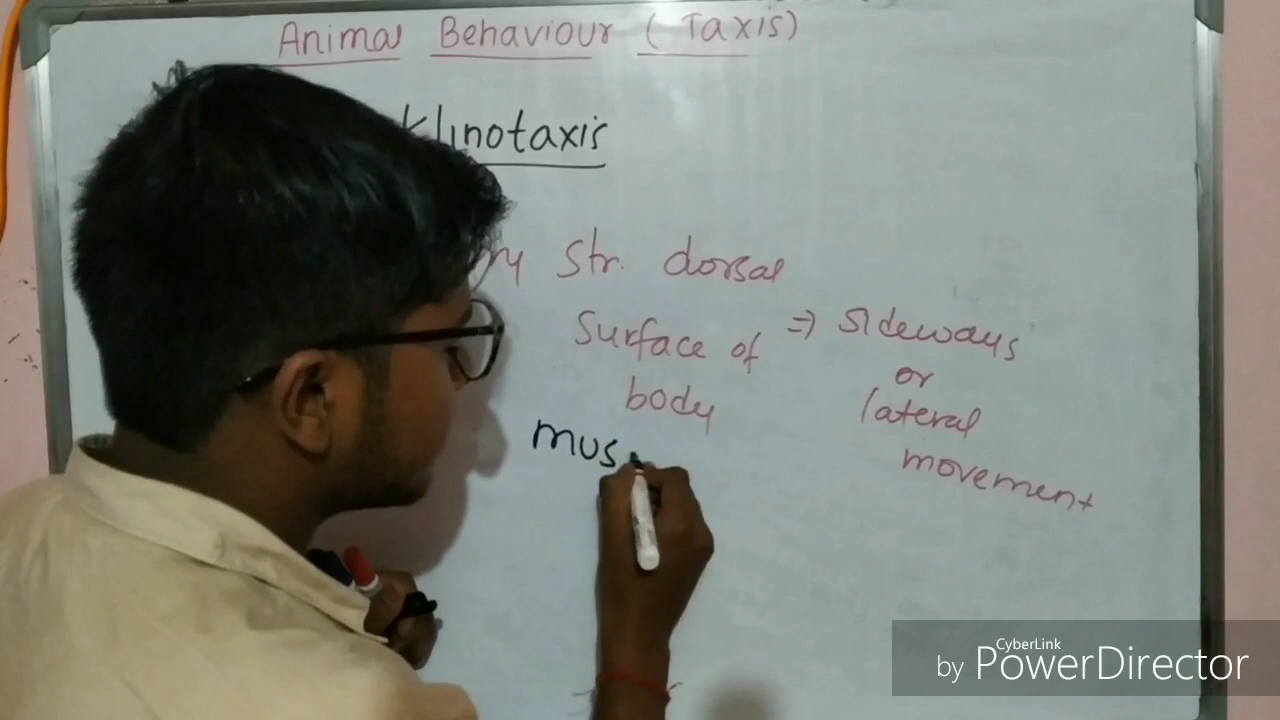 Animal Behaviour (Taxis)
Klinotaxis
Str. dorsal
Surface of => Sideways
body or
lateral
movement
mus
CyberLink
by PowerDirector